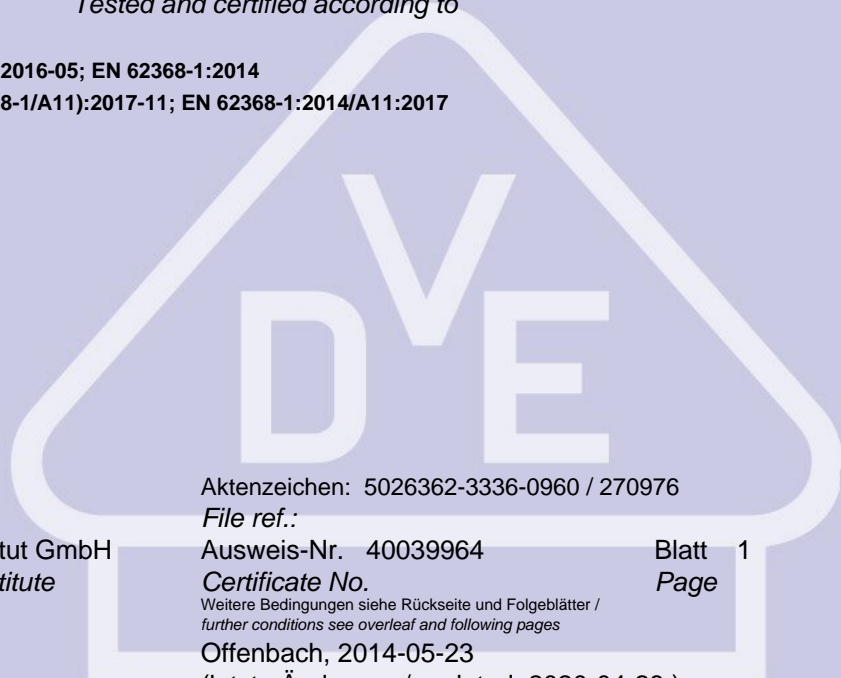 Tested and certified according to
2016-05; EN 62368-1:2014
8-1/A11):2017-11; EN 62368-1:2014/A11:2017
DVE
Aktenzeichen: 5026362-3336-0960 / 270976
File ref.:
tut GmbH Ausweis-Nr. 40039964 Blatt 1
titute Certificate No. Page
Weitere Bedingungen siehe Rückseite und Folgeblätter /
further conditions see overleaf and following pages
Offenbach, 2014-05-23